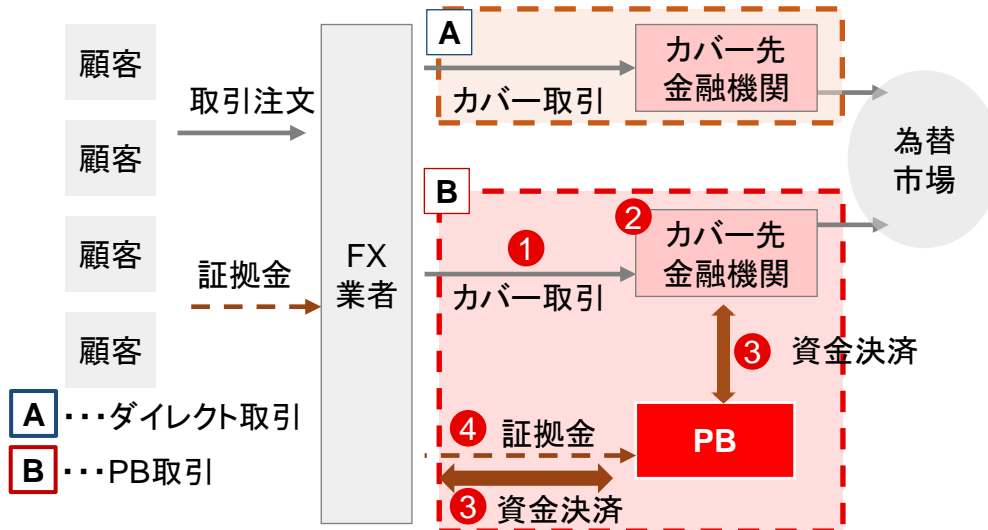 顧客
顧客
顧客
顧客
取引注文
証拠金
FX
業者
A
カバー取引
カバー先
金融機関
為替
市場
B
1
カバー取引
2
カバー先
金融機関
3 資金決済
PB
4 証拠金
3 資金決済
A ・・・ダイレクト取引
B ・・・PB取引